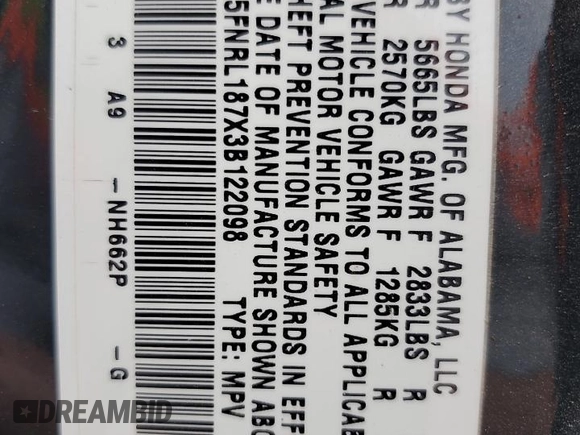 BY HONDA MFG. OF ALABAMA, LLC
5665LBS GAWR F 2833LBS R
2570KG GAWR F 1285KG R
VEHICLE CONFORMS TO ALL APPLICAB
AL MOTOR VEHICLE SAFETY
HEFT PREVENTION STANDARDS IN EFF
E DATE OF MANUFACTURE SHOWN ABO
5FNRL187X3B122098 TYPE: MPV
3 A9 -NH662P -G
DREAMBID